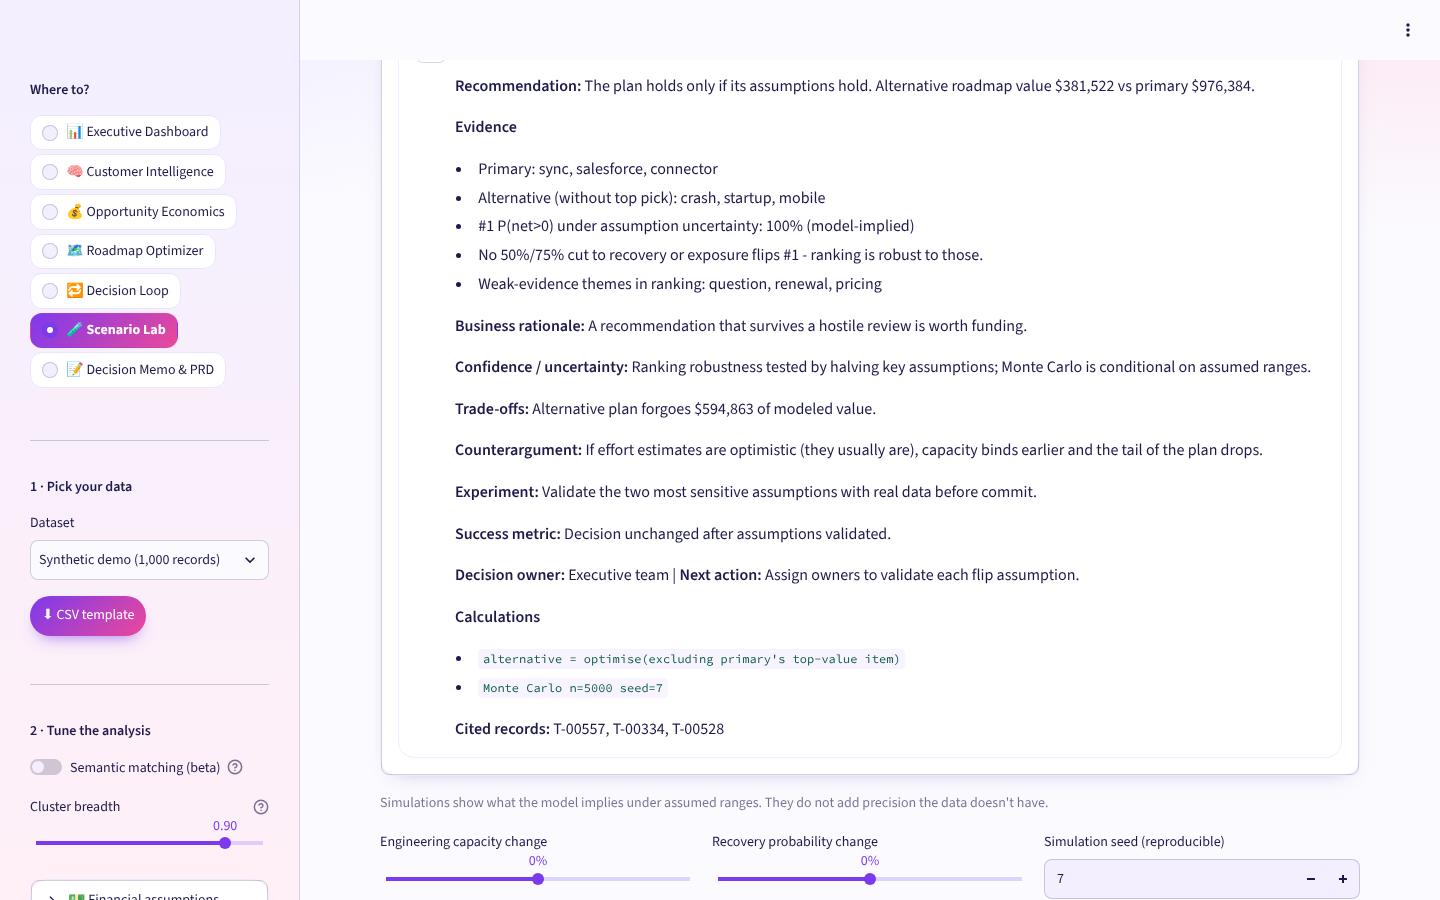 Where to?
📊 Executive Dashboard
🧠 Customer Intelligence
💰 Opportunity Economics
🗺️ Roadmap Optimizer
🔁 Decision Loop
🧪 Scenario Lab
📝 Decision Memo & PRD
1 · Pick your data
Dataset
Synthetic demo (1,000 records)
⬇ CSV template
2 · Tune the analysis
Semantic matching (beta)
Cluster breadth
0.90
💵 Financial assumptions
Recommendation: The plan holds only if its assumptions hold. Alternative roadmap value $381,522 vs primary $976,384.
Evidence
• Primary: sync, salesforce, connector
• Alternative (without top pick): crash, startup, mobile
• #1 P(net>0) under assumption uncertainty: 100% (model-implied)
• No 50%/75% cut to recovery or exposure flips #1 - ranking is robust to those.
• Weak-evidence themes in ranking: question, renewal, pricing
Business rationale: A recommendation that survives a hostile review is worth funding.
Confidence / uncertainty: Ranking robustness tested by halving key assumptions; Monte Carlo is conditional on assumed ranges.
Trade-offs: Alternative plan forgoes $594,863 of modeled value.
Counterargument: If effort estimates are optimistic (they usually are), capacity binds earlier and the tail of the plan drops.
Experiment: Validate the two most sensitive assumptions with real data before commit.
Success metric: Decision unchanged after assumptions validated.
Decision owner: Executive team | Next action: Assign owners to validate each flip assumption.
Calculations
• alternative = optimise(excluding primary's top-value item)
• Monte Carlo n=5000 seed=7
Cited records: T-00557, T-00334, T-00528
Simulations show what the model implies under assumed ranges. They do not add precision the data doesn't have.
Engineering capacity change
0%
Recovery probability change
0%
Simulation seed (reproducible)
7